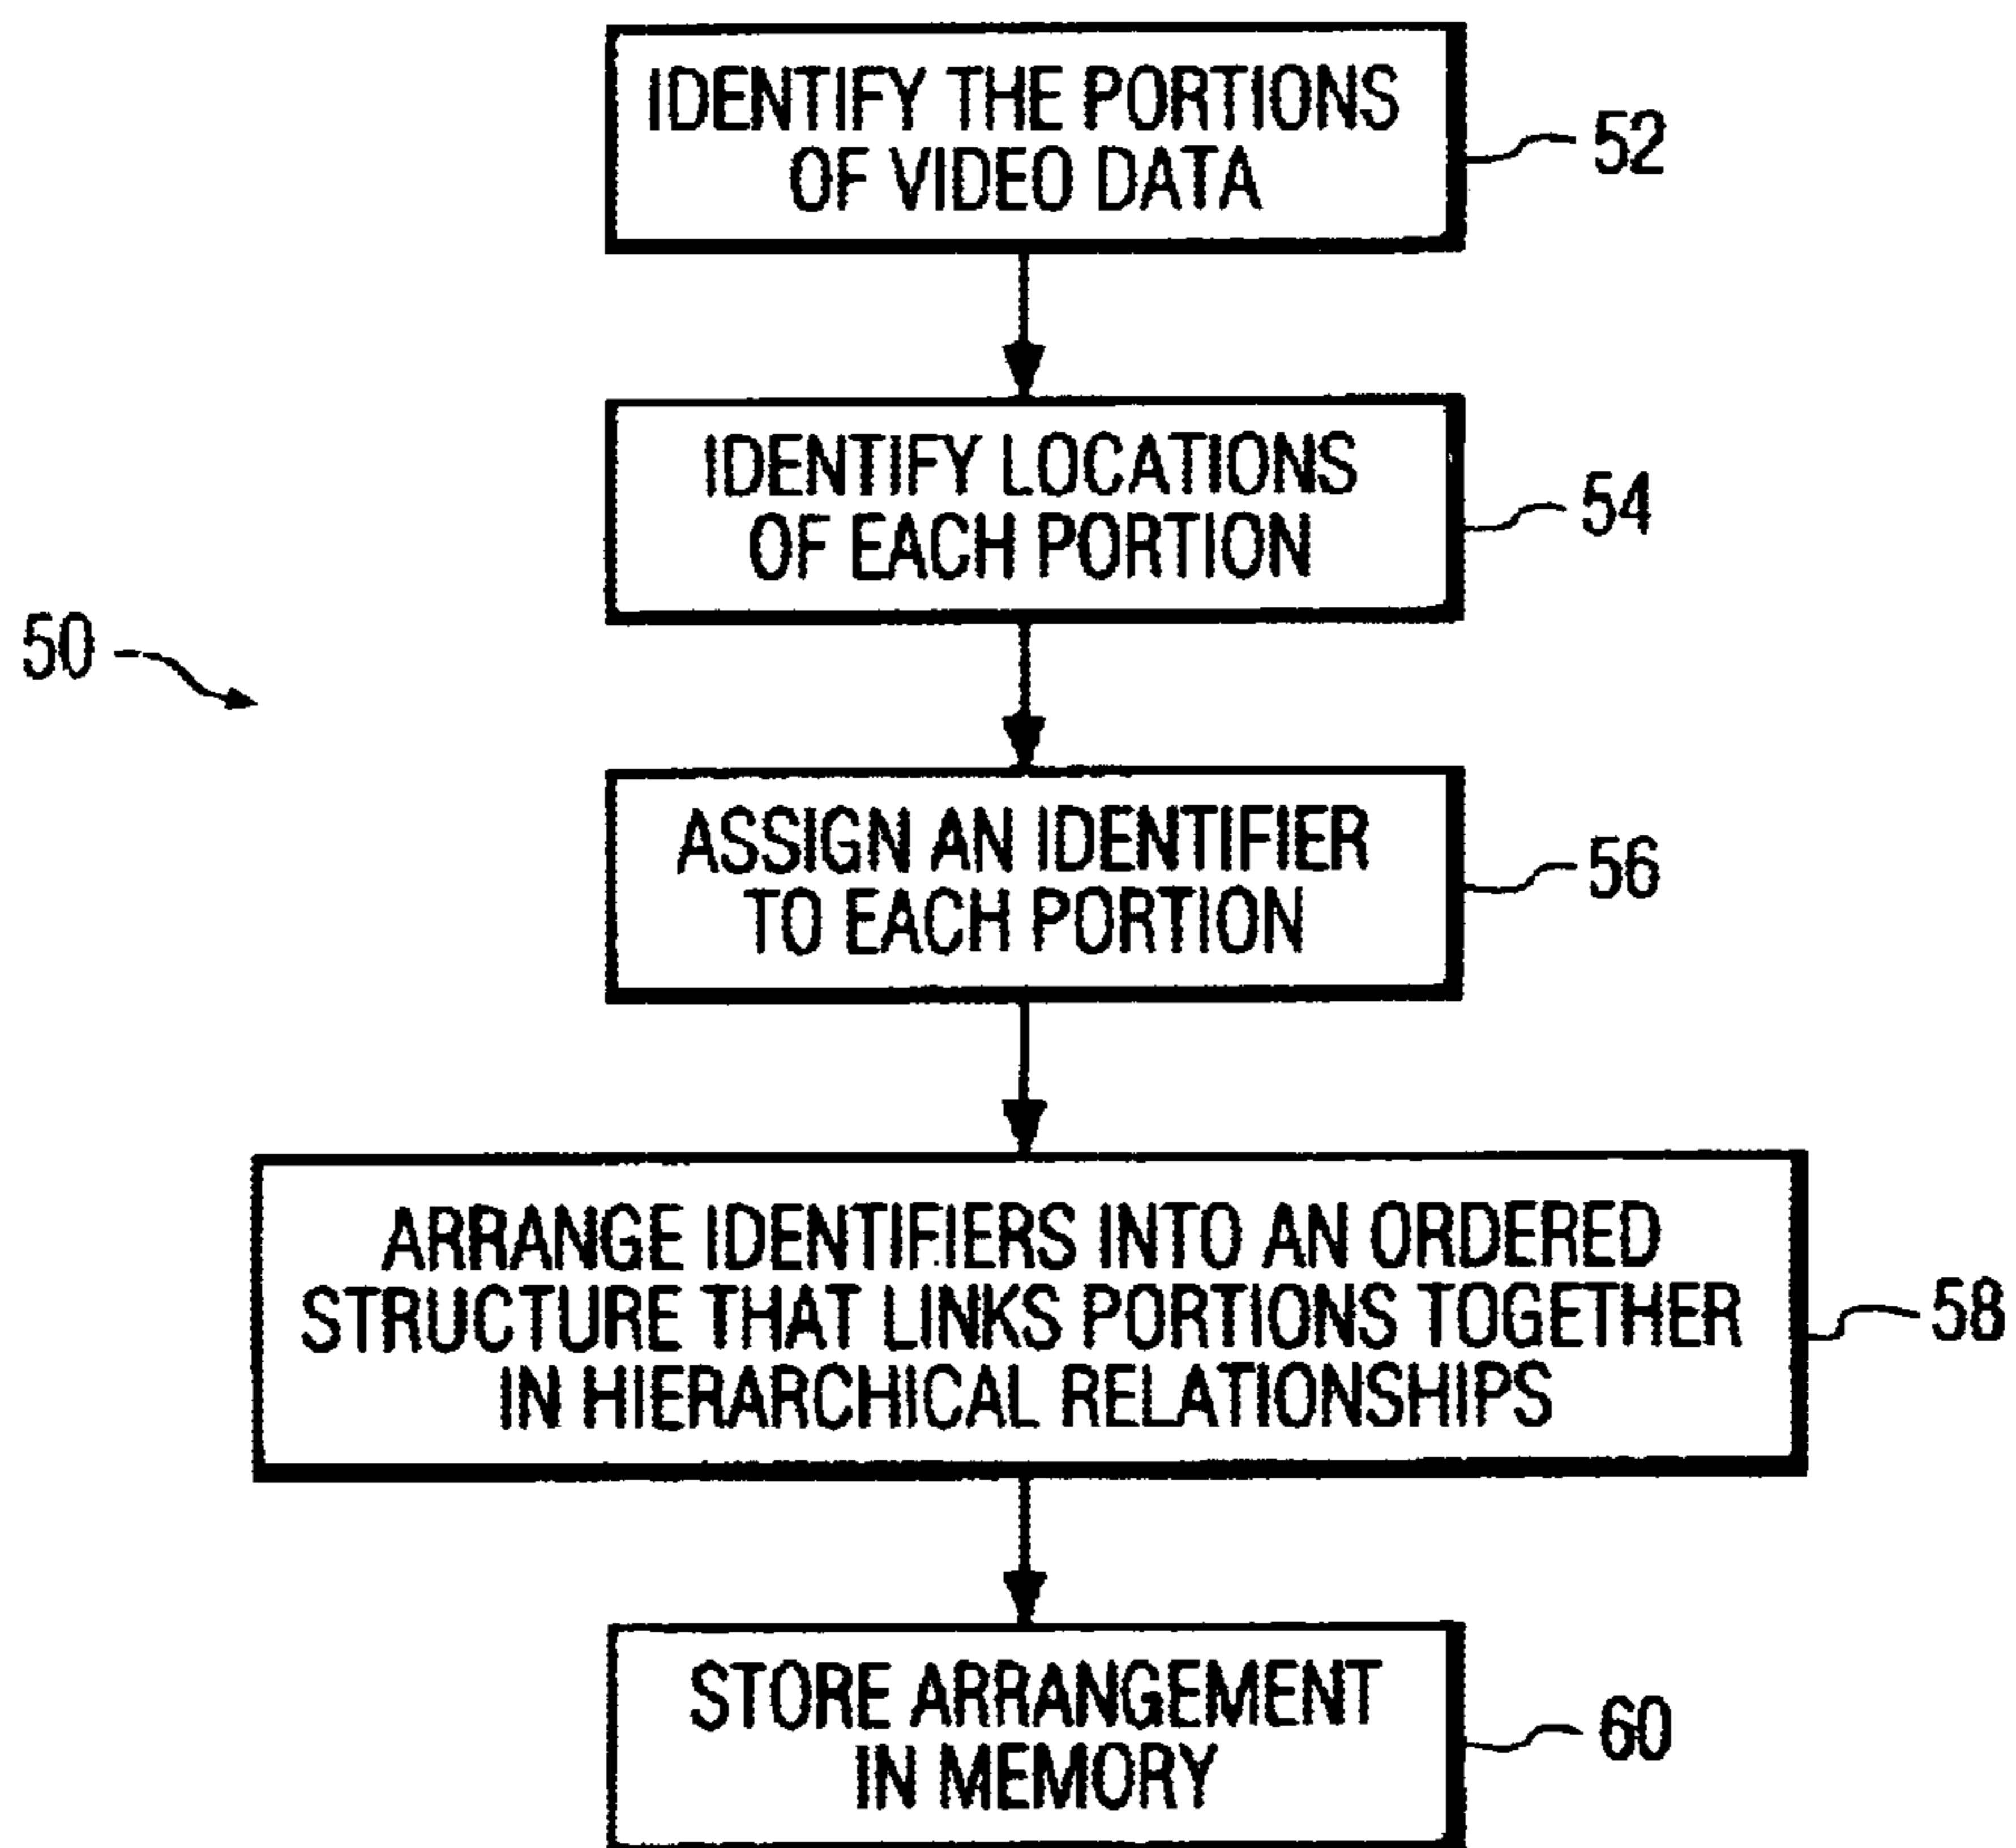 IDENTIFY THE PORTIONS
OF VIDEO DATA
52
IDENTIFY LOCATIONS
OF EACH PORTION
54
50
ASSIGN AN IDENTIFIER
TO EACH PORTION
56
ARRANGE IDENTIFIERS INTO AN ORDERED
STRUCTURE THAT LINKS PORTIONS TOGETHER
IN HIERARCHICAL RELATIONSHIPS
58
STORE ARRANGEMENT
IN MEMORY
60